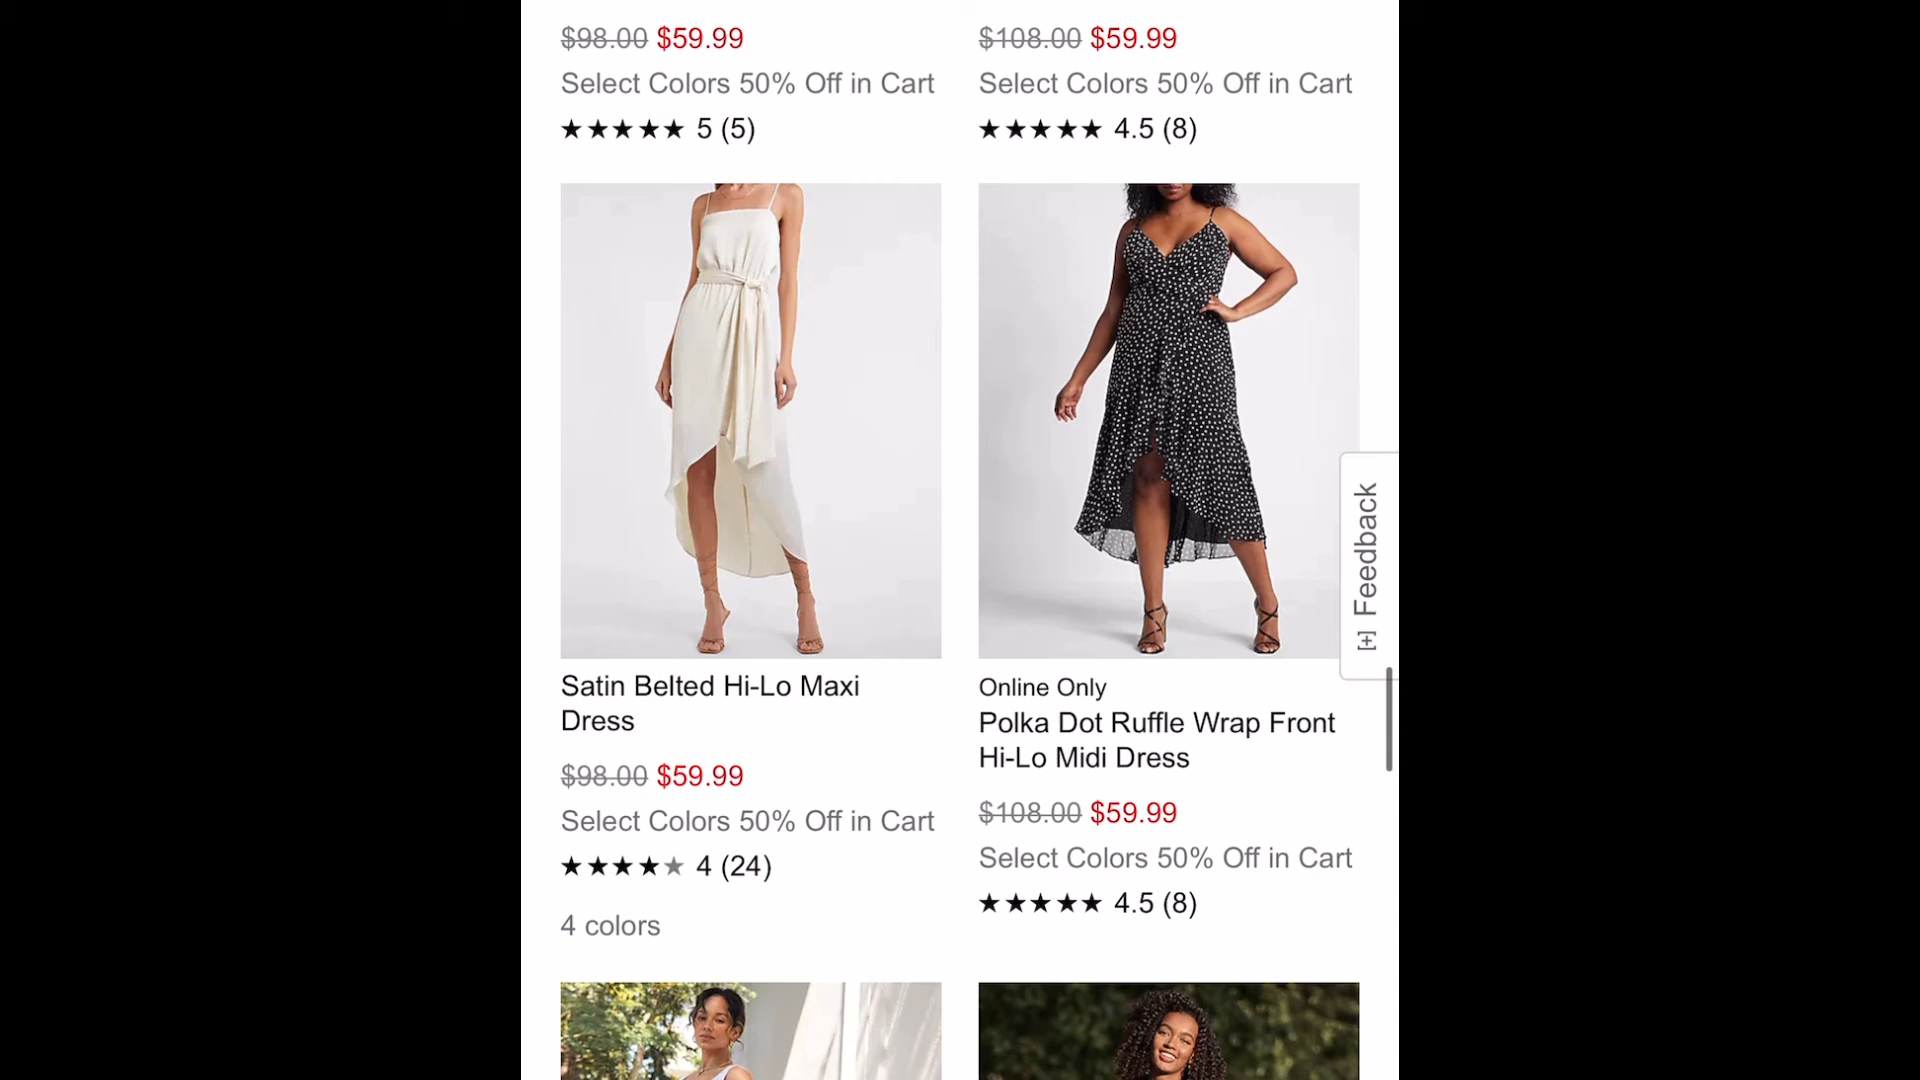 $98.00 $59.99
Select Colors 50% Off in Cart
★★★★★ 5 (5)
$108.00 $59.99
Select Colors 50% Off in Cart
★★★★★ 4.5 (8)
Satin Belted Hi-Lo Maxi
Dress
$98.00 $59.99
Select Colors 50% Off in Cart
★★★★★ 4 (24)
4 colors
Online Only
Polka Dot Ruffle Wrap Front
Hi-Lo Midi Dress
$108.00 $59.99
Select Colors 50% Off in Cart
★★★★★ 4.5 (8)
[+] Feedback